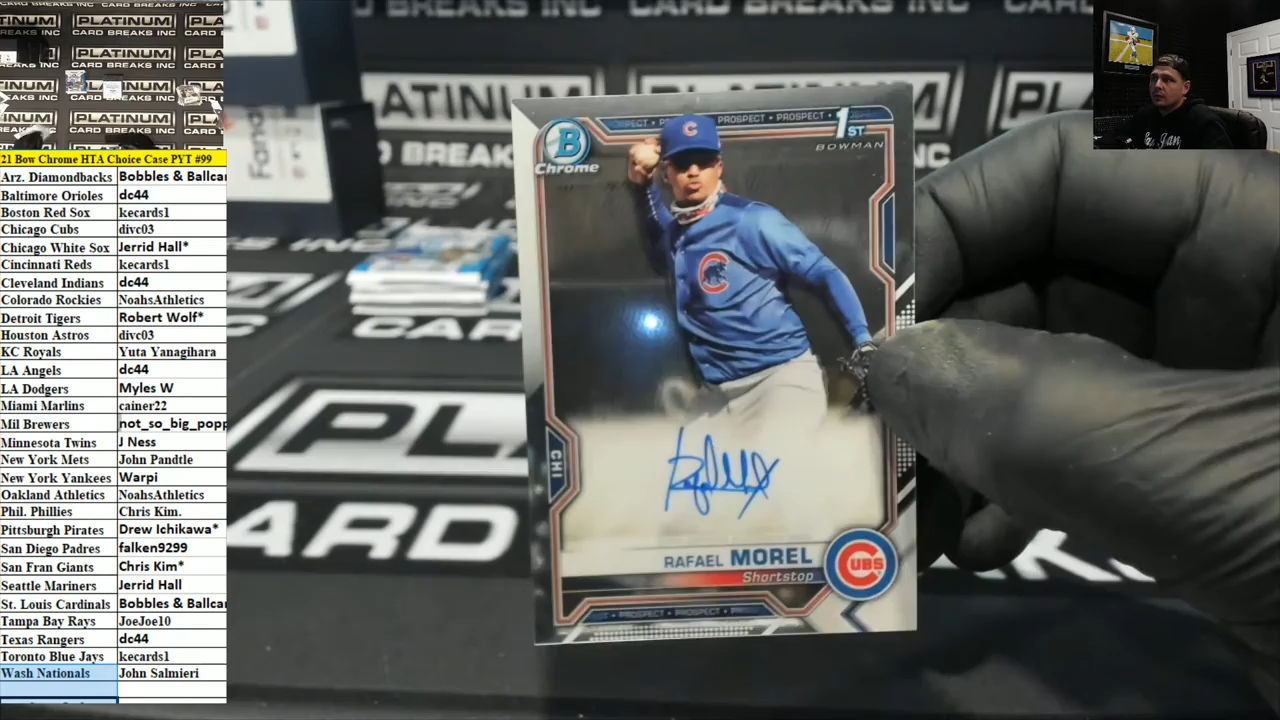 PLATINUM
CARD BREAKS INC
21 Bow Chrome HTA Choice Case PYT #99
Arz. Diamondbacks Bobbles & Ballcar
Baltimore Orioles dc44
Boston Red Sox kecards1
Chicago Cubs divc03
Chicago White Sox Jerrid Hall*
Cincinnati Reds kecards1
Cleveland Indians dc44
Colorado Rockies NoahsAthletics
Detroit Tigers Robert Wolf*
Houston Astros divc03
KC Royals Yuta Yanagihara
LA Angels dc44
LA Dodgers Myles W
Miami Marlins cainer22
Mil Brewers not_so_big_popp
Minnesota Twins J Ness
New York Mets John Pandtle
New York Yankees Warpi
Oakland Athletics NoahsAthletics
Phil. Phillies Chris Kim.
Pittsburgh Pirates Drew Ichikawa*
San Diego Padres falken9299
San Fran Giants Chris Kim*
Seattle Mariners Jerrid Hall
St. Louis Cardinals Bobbles & Ballcar
Tampa Bay Rays JoeJoe10
Texas Rangers dc44
Toronto Blue Jays kecards1
Wash Nationals John Salmieri
PROSPECT • PROSPECT
1ST
BOWMAN
B
Chrome
C
C
CHI
RAFAEL MOREL
Shortstop
CUBS
PROSPECT • PROSPECT